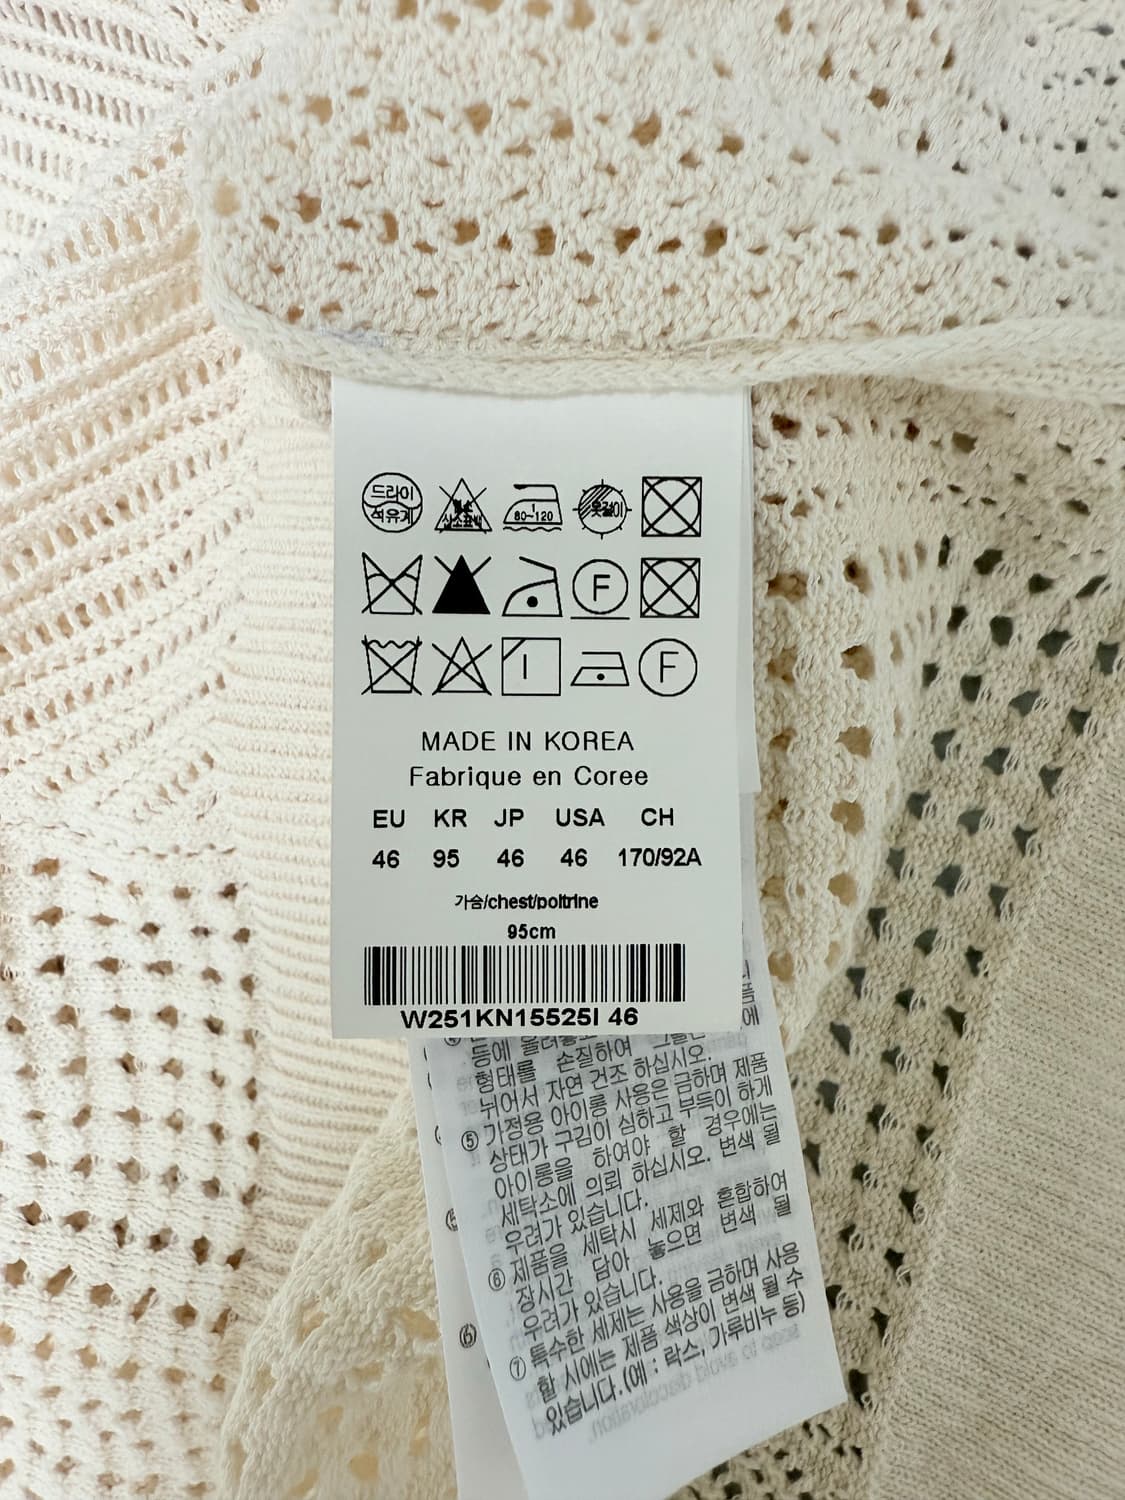 드라이
석유계
산소표백
80~120
옷걸이
F
F
MADE IN KOREA
Fabrique en Coree
EU KR JP USA CH
46 95 46 46 170/92A
가슴/chest/poitrine
95cm
W251KN15525I 46
형태를 손질하여
뉘어서 자연 건조 하십시오.
⑤ 가정용 아이롱 사용은 금하며 제품
상태가 구김이 심하고 부득이 하게
아이롱을 하여야 할 경우에는
세탁소에 의뢰 하십시오. 변색 될
우려가 있습니다.
⑥ 제품을 세탁시 세제와 혼합하여
장시간 담아 놓으면 변색 될
우려가 있습니다.
⑦ 특수한 세제는 사용을 금하며 사용
할 시에는 제품 색상이 변색 될 수
있습니다.(예 : 락스, 가루비누 등)